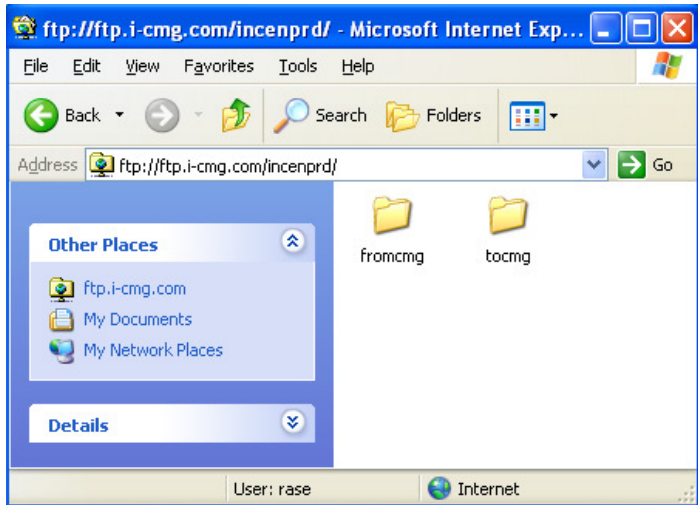 ftp://ftp.i-cmg.com/incenprd/ - Microsoft Internet Exp...
File Edit View Favorites Tools Help
Back Search Folders
Address ftp://ftp.i-cmg.com/incenprd/ Go
Other Places
ftp.i-cmg.com
My Documents
My Network Places
Details
fromcmg tocmg
User: rase Internet